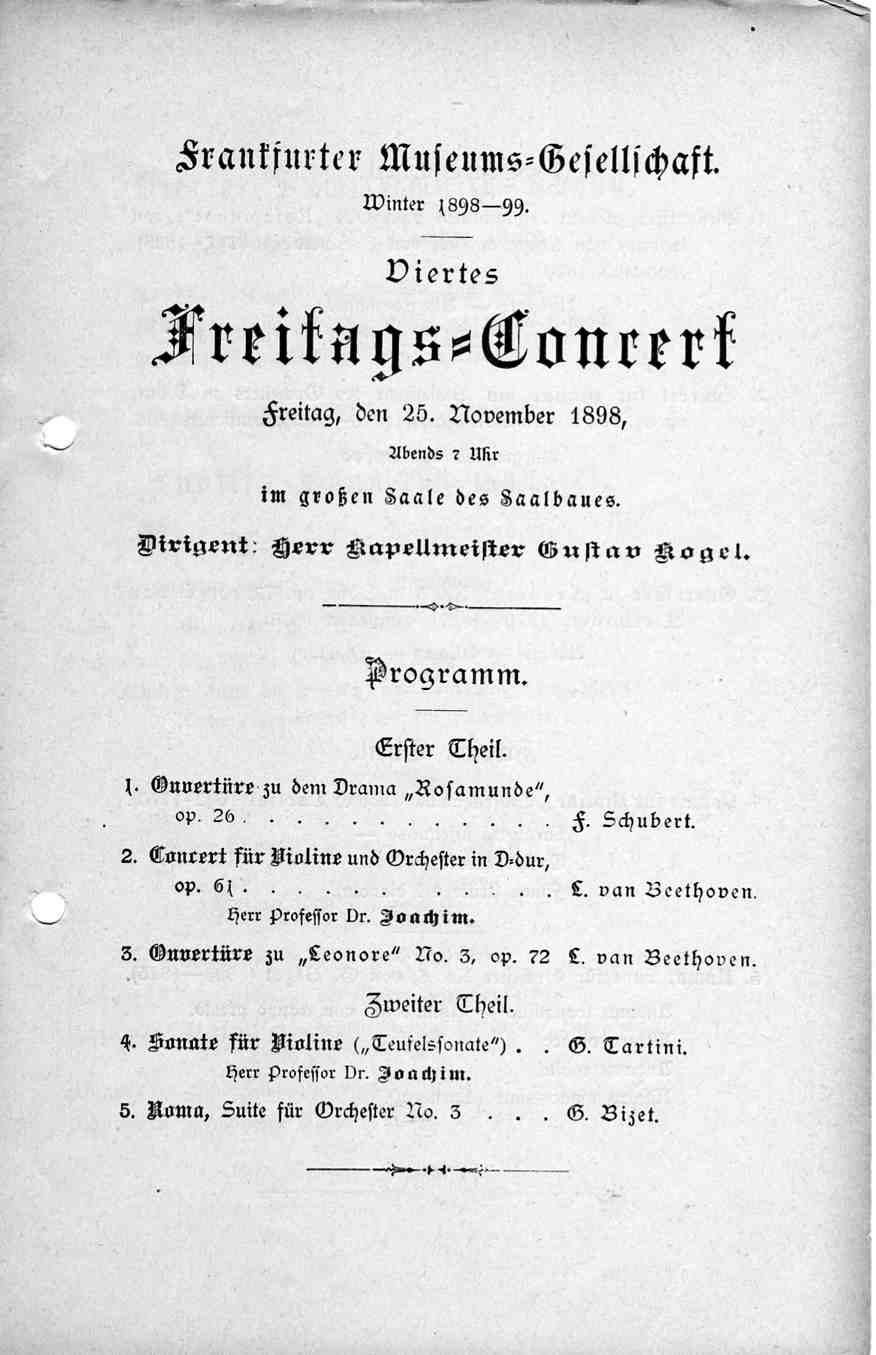 Frankfurter Museums-Gesellschaft.
Winter 1898—99.
Viertes
Freitags-Concert
Freitag, den 25. November 1898,
Abends 7 Uhr
im großen Saale des Saalbaues.
Dirigent: Herr Kapellmeister Gustav Kogel.
Programm.
Erster Theil.
1. Ouvertüre zu dem Drama „Rosamunde",
op. 26 . . . . . . . . . . . . F. Schubert.
2. Concert für Violine und Orchester in D-dur,
op. 61 . . . . . . . . . . . L. van Beethoven.
Herr Professor Dr. Joachim.
3. Ouvertüre zu „Leonore" No. 3, op. 72 L. van Beethoven.
Zweiter Theil.
4. Sonate für Violine („Teufelssonate") . . G. Tartini.
Herr Professor Dr. Joachim.
5. Roma, Suite für Orchester No. 3 . . . G. Bizet.